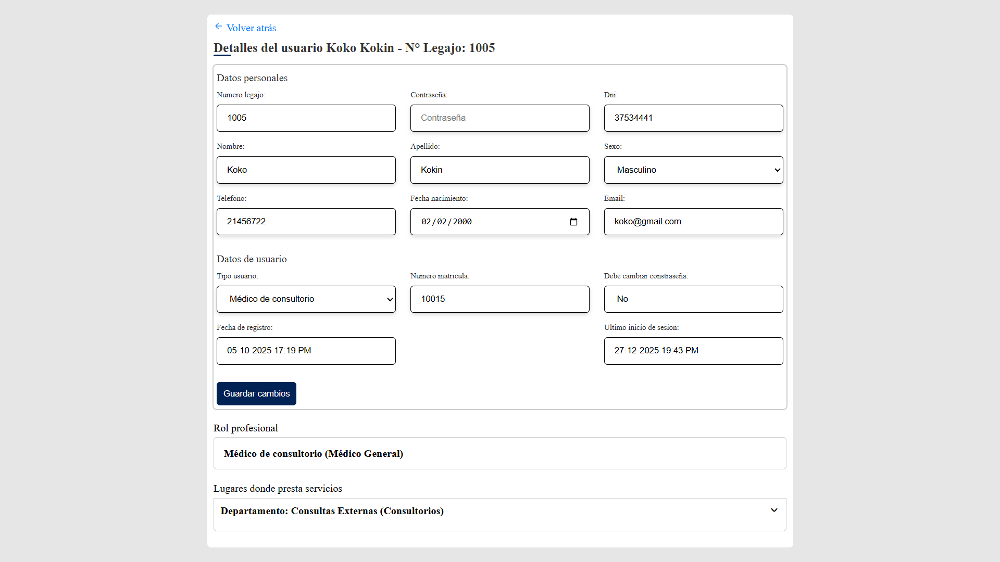 Volver atrás
Detalles del usuario Koko Kokin - N° Legajo: 1005
Datos personales
Numero legajo:
1005
Contraseña:
Contraseña
Dni:
37534441
Nombre:
Koko
Apellido:
Kokin
Sexo:
Masculino
Telefono:
21456722
Fecha nacimiento:
02/02/2000
Email:
koko@gmail.com
Datos de usuario
Tipo usuario:
Médico de consultorio
Numero matricula:
10015
Debe cambiar constraseña:
No
Fecha de registro:
05-10-2025 17:19 PM
Ultimo inicio de sesion:
27-12-2025 19:43 PM
Guardar cambios
Rol profesional
Médico de consultorio (Médico General)
Lugares donde presta servicios
Departamento: Consultas Externas (Consultorios)